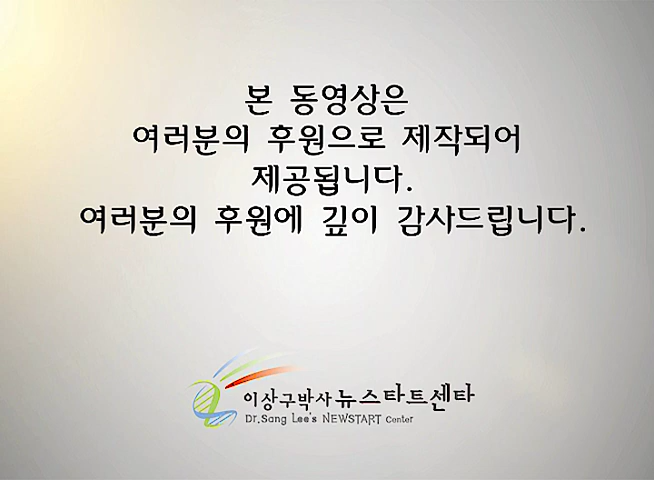 본 동영상은
여러분의 후원으로 제작되어
제공됩니다.
여러분의 후원에 깊이 감사드립니다.
이상구박사 뉴스타트센타
Dr.Sang Lee's NEWSTART Center